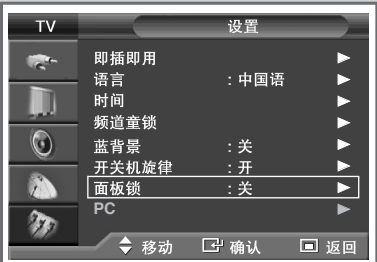 TV 设置
即插即用
语言 : 中国语
时间
频道童锁
蓝背景 : 关
开关机旋律 : 开
面板锁 : 关
PC
移动 确认 返回